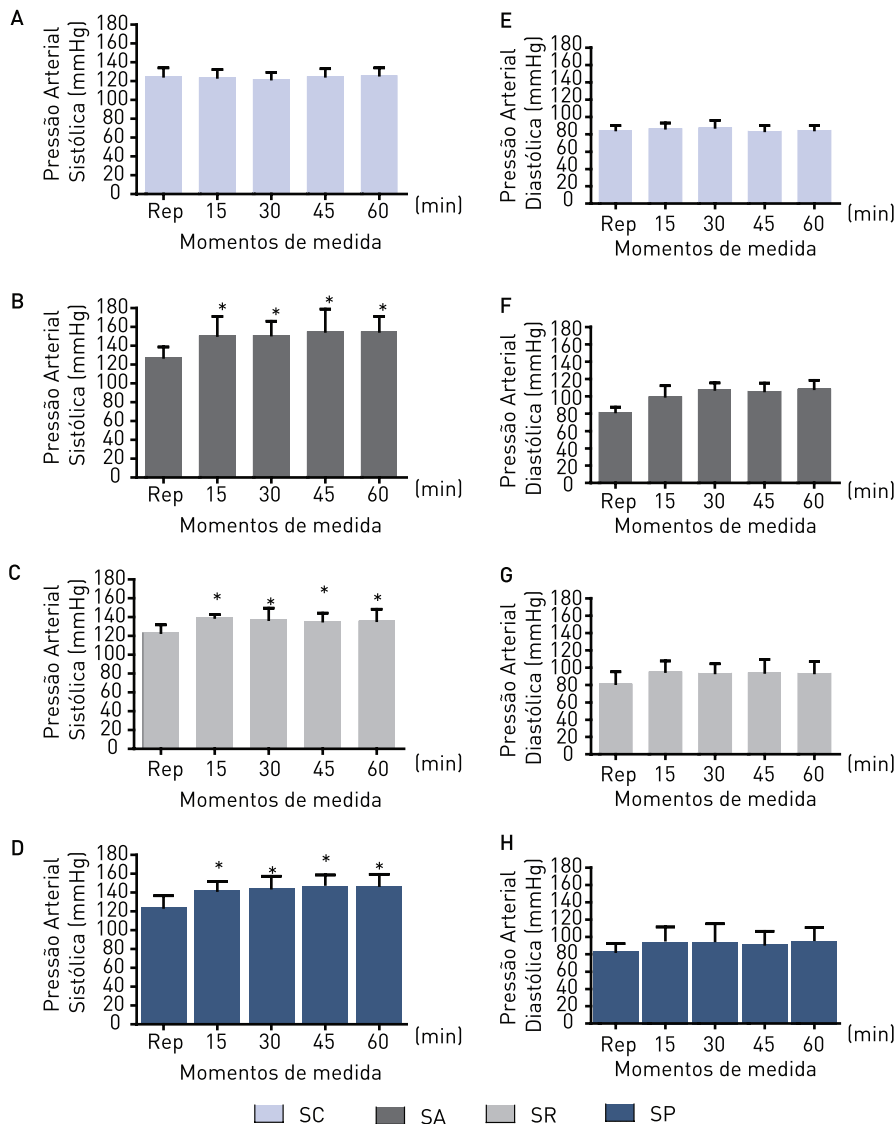 A
Pressão Arterial
Sistólica (mmHg)
180
160
140
120
100
80
60
40
20
0
Rep 15 30 45 60 (min)
Momentos de medida
E
Pressão Arterial
Diastólica (mmHg)
180
160
140
120
100
80
60
40
20
0
Rep 15 30 45 60 (min)
Momentos de medida
B
Pressão Arterial
Sistólica (mmHg)
180
160
140
120
100
80
60
40
20
0
* * * *
Rep 15 30 45 60 (min)
Momentos de medida
F
Pressão Arterial
Diastólica (mmHg)
180
160
140
120
100
80
60
40
20
0
Rep 15 30 45 60 (min)
Momentos de medida
C
Pressão Arterial
Sistólica (mmHg)
180
160
140
120
100
80
60
40
20
0
* * * *
Rep 15 30 45 60 (min)
Momentos de medida
G
Pressão Arterial
Diastólica (mmHg)
180
160
140
120
100
80
60
40
20
0
Rep 15 30 45 60 (min)
Momentos de medida
D
Pressão Arterial
Sistólica (mmHg)
180
160
140
120
100
80
60
40
20
0
* * * *
Rep 15 30 45 60 (min)
Momentos de medida
H
Pressão Arterial
Diastólica (mmHg)
180
160
140
120
100
80
60
40
20
0
Rep 15 30 45 60 (min)
Momentos de medida
SC SA SR SP